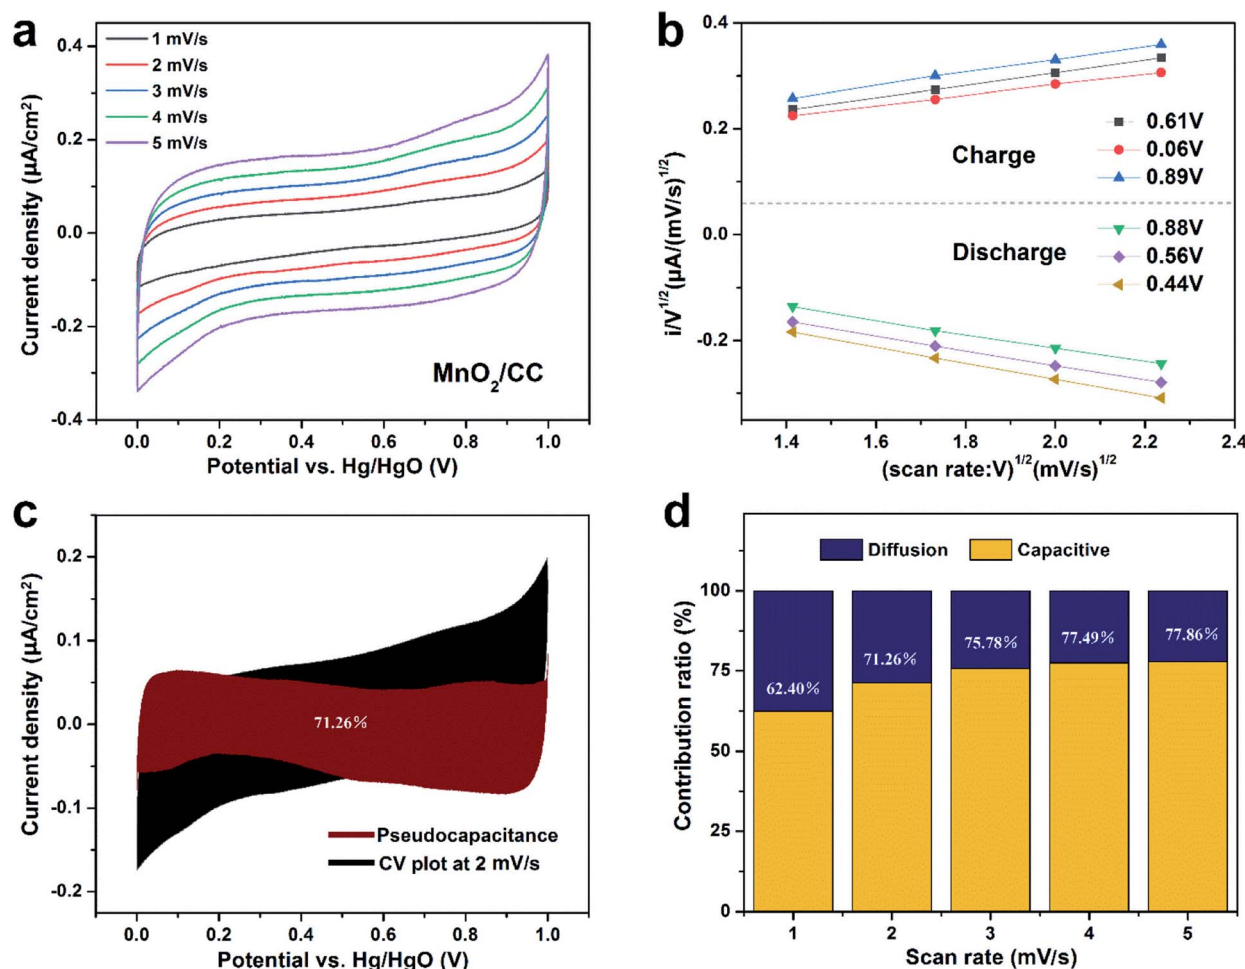 a
1 mV/s
2 mV/s
3 mV/s
4 mV/s
5 mV/s
0.4
0.2
0.0
-0.2
-0.4
Current density (μA/cm²)
MnO₂/CC
0.0 0.2 0.4 0.6 0.8 1.0
Potential vs. Hg/HgO (V)
b
0.4
0.2
0.0
-0.2
i/V^1/2 (μA/(mV/s)^1/2)
Charge
0.61V
0.06V
0.89V
Discharge
0.88V
0.56V
0.44V
1.4 1.6 1.8 2.0 2.2 2.4
(scan rate:V)^1/2 (mV/s)^1/2
c
0.2
0.1
0.0
-0.1
-0.2
Current density (μA/cm²)
71.26%
Pseudocapacitance
CV plot at 2 mV/s
0.0 0.2 0.4 0.6 0.8 1.0
Potential vs. Hg/HgO (V)
d
Diffusion Capacitive
100
75
50
25
0
Contribution ratio (%)
62.40% 71.26% 75.78% 77.49% 77.86%
1 2 3 4 5
Scan rate (mV/s)